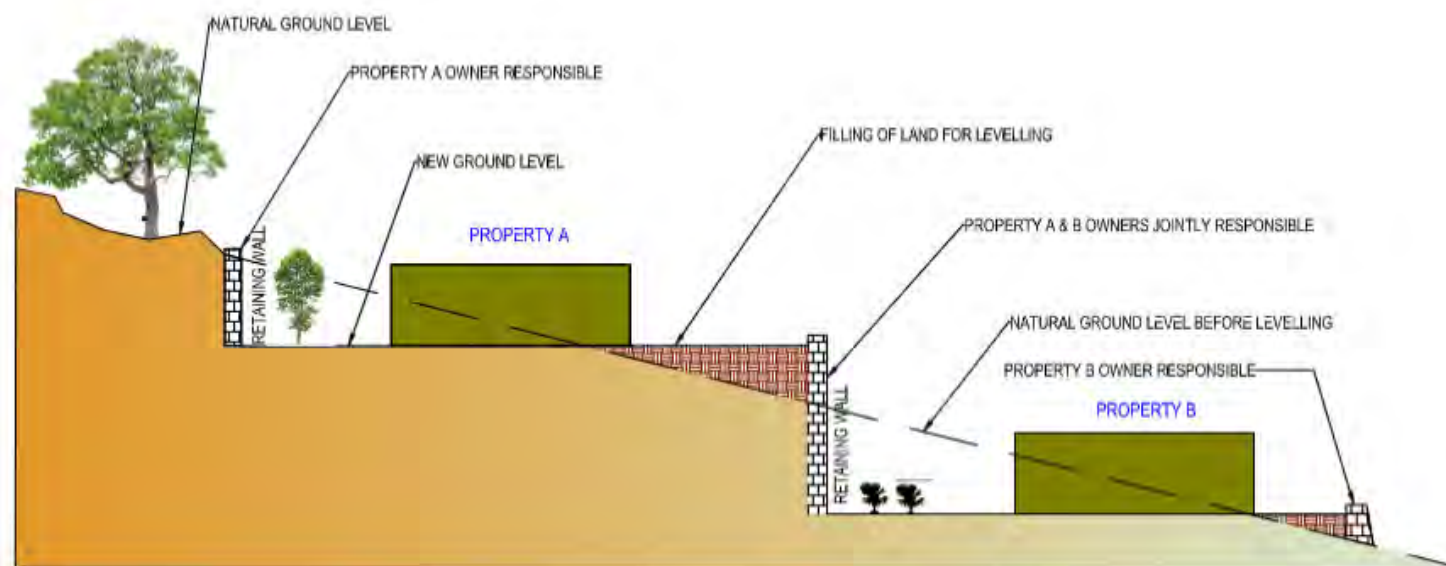 NATURAL GROUND LEVEL
PROPERTY A OWNER RESPONSIBLE
FILLING OF LAND FOR LEVELLING
NEW GROUND LEVEL
PROPERTY A & B OWNERS JOINTLY RESPONSIBLE
PROPERTY A
RETAINING WALL
NATURAL GROUND LEVEL BEFORE LEVELLING
PROPERTY B OWNER RESPONSIBLE
PROPERTY B
RETAINING WALL